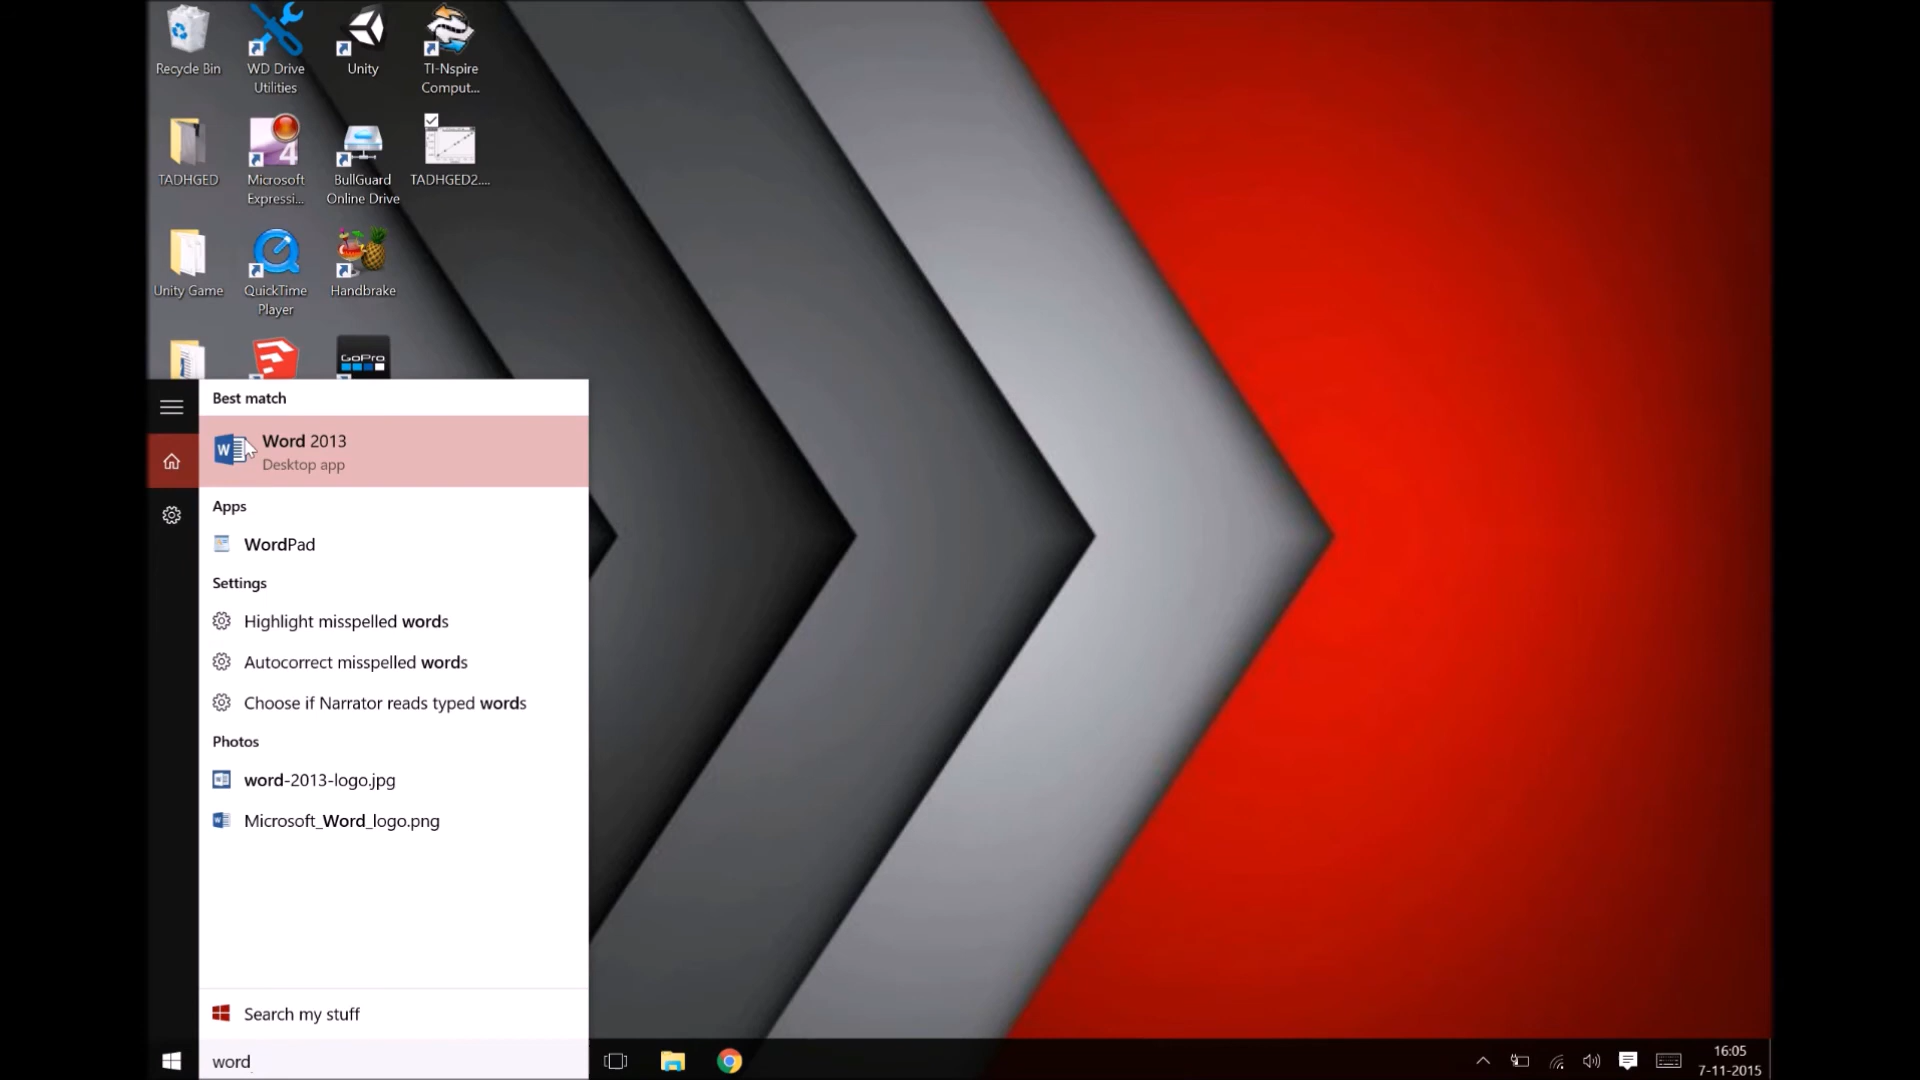 Recycle Bin
WD Drive
Utilities
Unity
TI-Nspire
Comput...
TADHGED
Microsoft
Expressi...
4
BullGuard
Online Drive
TADHGED2....
Unity Game
QuickTime
Player
Handbrake
GoPro
Best match
W
Word 2013
Desktop app
Apps
WordPad
Settings
Highlight misspelled words
Autocorrect misspelled words
Choose if Narrator reads typed words
Photos
word-2013-logo.jpg
Microsoft_Word_logo.png
Search my stuff
word
16:05
7-11-2015